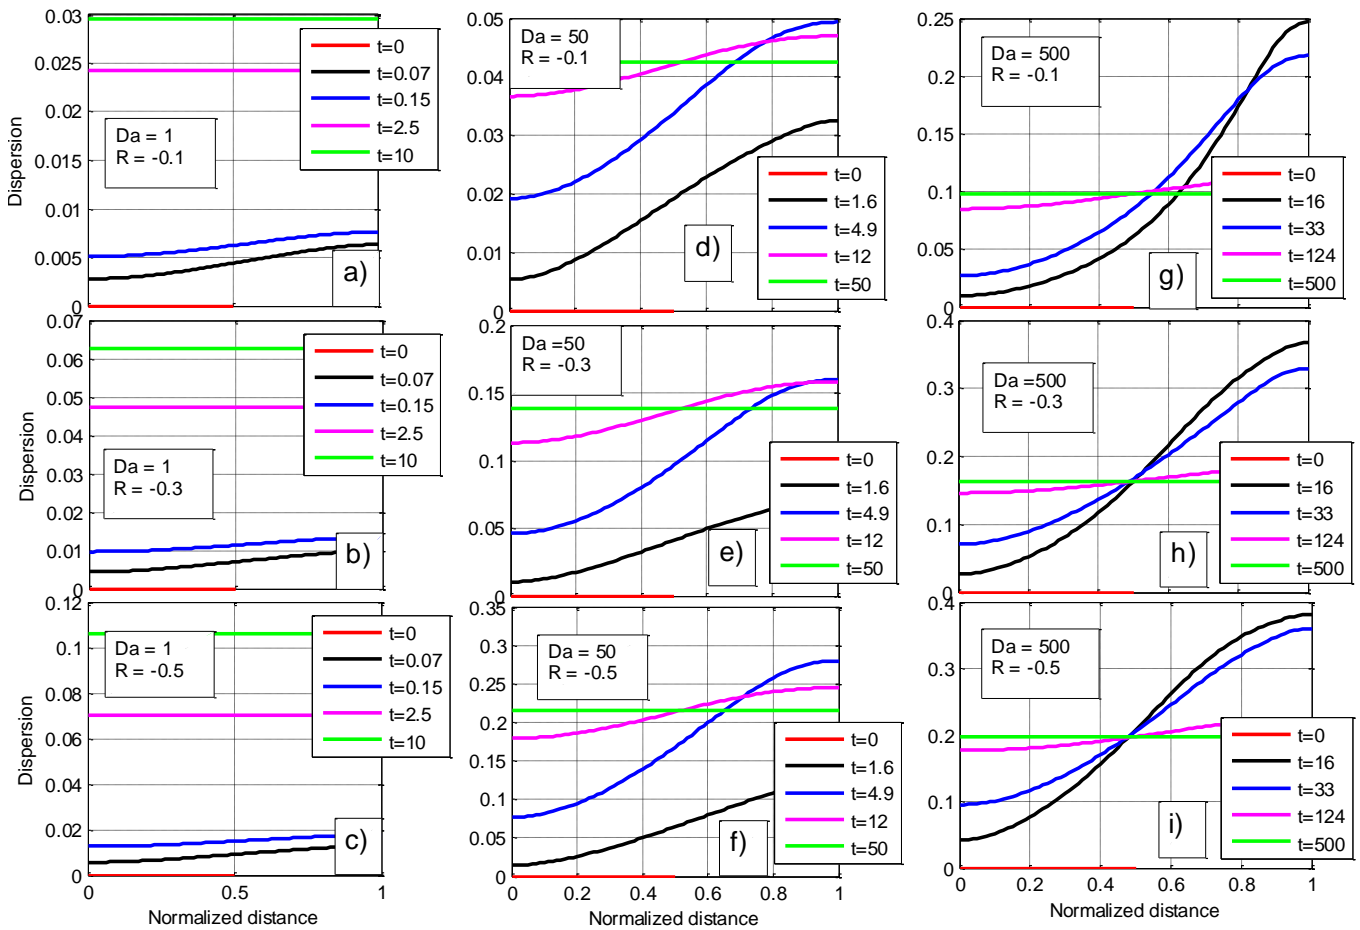 0.03
0.025
0.02
0.015
0.01
0.005
0
Dispersion
t=0
t=0.07
t=0.15
t=2.5
t=10
Da = 1
R = -0.1
a)
0.05
0.04
0.03
0.02
0.01
0
Da = 50
R = -0.1
t=0
t=1.6
t=4.9
t=12
t=50
d)
0.25
0.2
0.15
0.1
0.05
0
Da = 500
R = -0.1
t=0
t=16
t=33
t=124
t=500
g)
0.07
0.06
0.05
0.04
0.03
0.02
0.01
0
Dispersion
t=0
t=0.07
t=0.15
t=2.5
t=10
Da = 1
R = -0.3
b)
0.2
0.15
0.1
0.05
0
Da =50
R = -0.3
t=0
t=1.6
t=4.9
t=12
t=50
e)
0.4
0.3
0.2
0.1
0
Da =500
R = -0.3
t=0
t=16
t=33
t=124
t=500
h)
0.12
0.1
0.08
0.06
0.04
0.02
0
Dispersion
Da = 1
R = -0.5
t=0
t=0.07
t=0.15
t=2.5
t=10
c)
0 0.5 1
Normalized distance
0.35
0.3
0.25
0.2
0.15
0.1
0.05
0
Da = 50
R = -0.5
t=0
t=1.6
t=4.9
t=12
t=50
f)
0 0.2 0.4 0.6 0.8 1
Normalized distance
0.4
0.3
0.2
0.1
0
Da = 500
R = -0.5
t=0
t=16
t=33
t=124
t=500
i)
0 0.2 0.4 0.6 0.8 1
Normalized distance